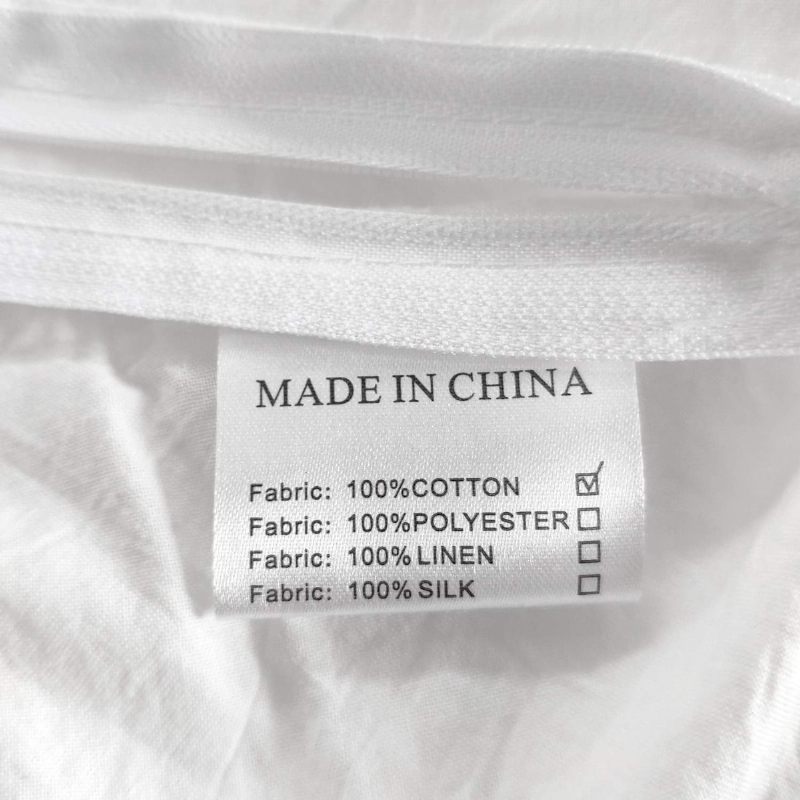 MADE IN CHINA
Fabric: 100%COTTON ☑
Fabric: 100%POLYESTER ☐
Fabric: 100% LINEN ☐
Fabric: 100% SILK ☐